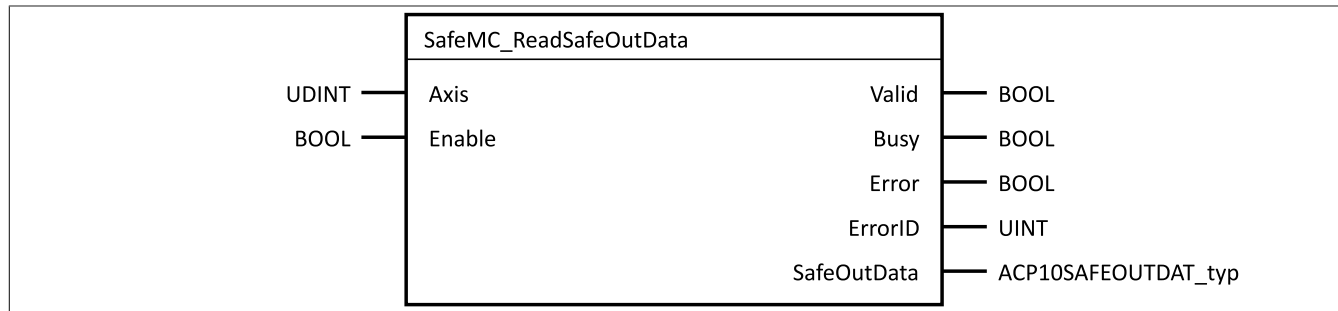 SafeMC_ReadSafeOutData
UDINT Axis Valid BOOL
BOOL Enable Busy BOOL
Error BOOL
ErrorID UINT
SafeOutData ACP10SAFEOUTDAT_typ